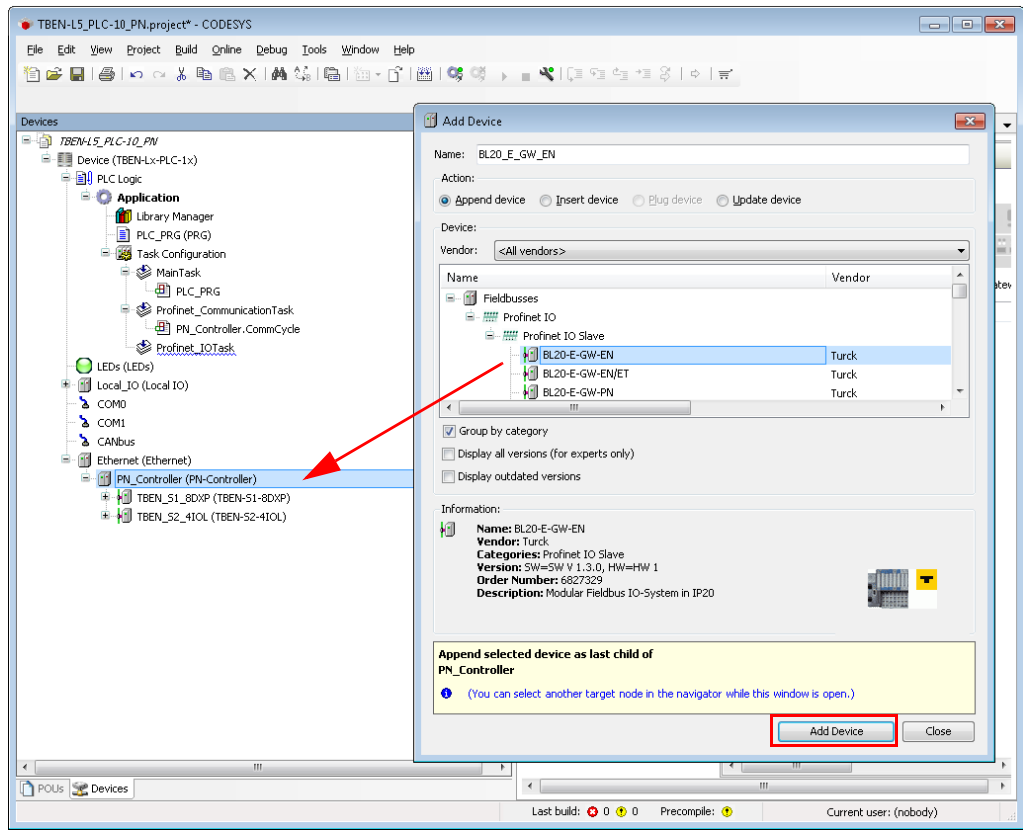 TBEN-L5_PLC-10_PN.project* - CODESYS
File Edit View Project Build Online Debug Tools Window Help
Devices
TBEN-L5_PLC-10_PN
Device (TBEN-Lx-PLC-1x)
PLC Logic
Application
Library Manager
PLC_PRG (PRG)
Task Configuration
MainTask
PLC_PRG
Profinet_CommunicationTask
PN_Controller.CommCycle
Profinet_IOTask
LEDs (LEDs)
Local_IO (Local IO)
COM0
COM1
CANbus
Ethernet (Ethernet)
PN_Controller (PN-Controller)
TBEN_S1_8DXP (TBEN-S1-8DXP)
TBEN_S2_4IOL (TBEN-S2-4IOL)
POUs Devices
Add Device
Name: BL20_E_GW_EN
Action:
Append device Insert device Plug device Update device
Device:
Vendor: <All vendors>
Name Vendor
Fieldbusses
Profinet IO
Profinet IO Slave
BL20-E-GW-EN Turck
BL20-E-GW-EN/ET Turck
BL20-E-GW-PN Turck
Group by category
Display all versions (for experts only)
Display outdated versions
Information:
Name: BL20-E-GW-EN
Vendor: Turck
Categories: Profinet IO Slave
Version: SW=SW V 1.3.0, HW=HW 1
Order Number: 6827329
Description: Modular Fieldbus IO-System in IP20
Append selected device as last child of
PN_Controller
(You can select another target node in the navigator while this window is open.)
Add Device Close
Last build: 0 0 Precompile: Current user: (nobody)